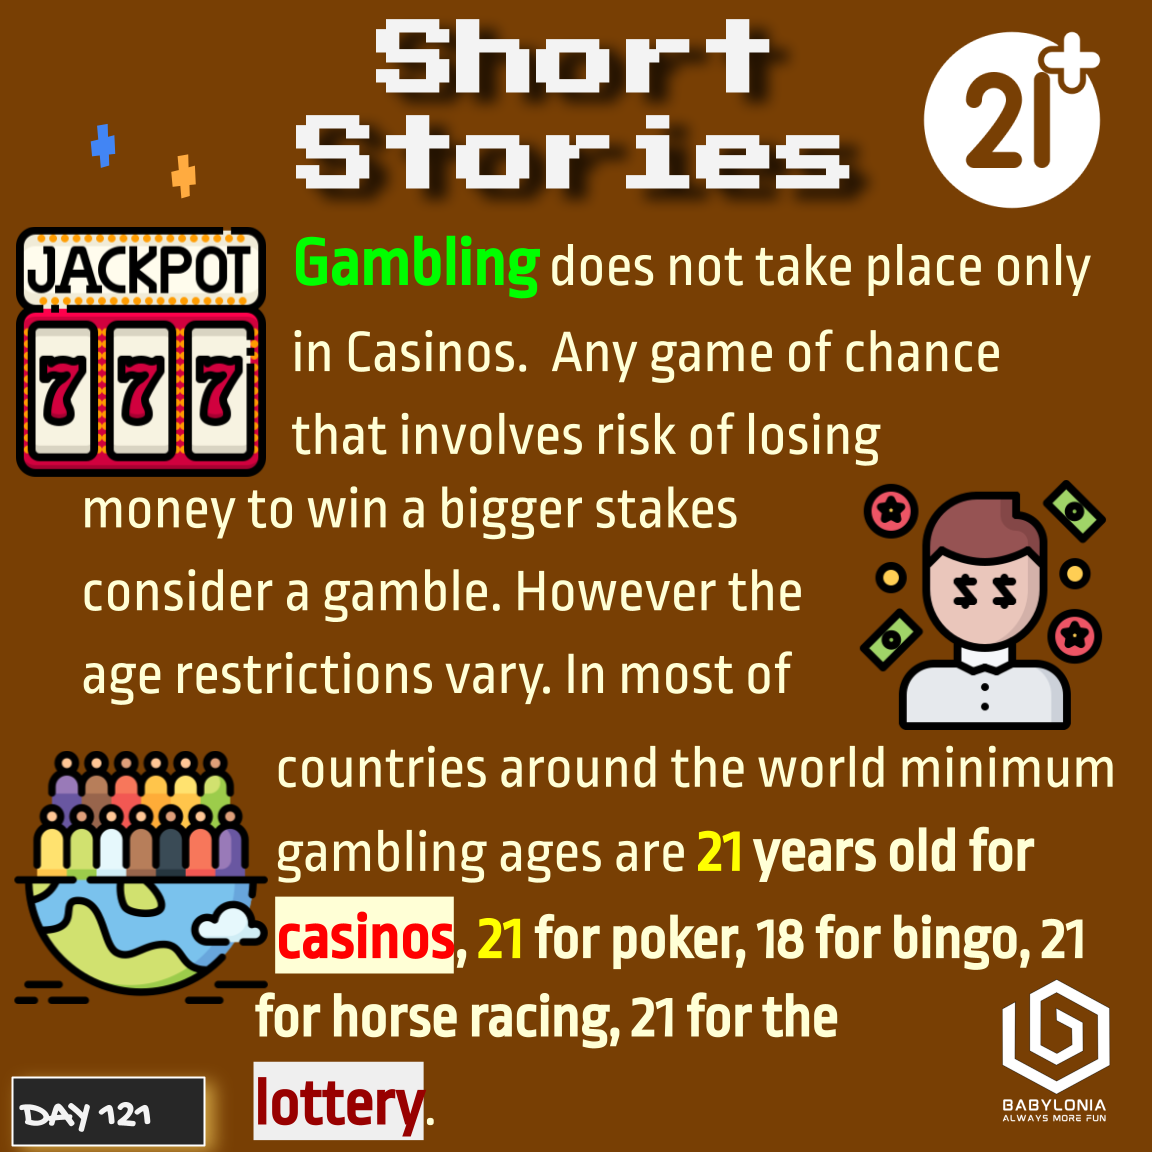 Short
Stories
21+
JACKPOT
7 7 7
Gambling does not take place only
in Casinos.  Any game of chance
that involves risk of losing
money to win a bigger stakes
consider a gamble. However the
age restrictions vary. In most of
countries around the world minimum
gambling ages are 21 years old for
casinos, 21 for poker, 18 for bingo, 21
for horse racing, 21 for the
lottery.
DAY 121
BABYLONIA
ALWAYS MORE FUN